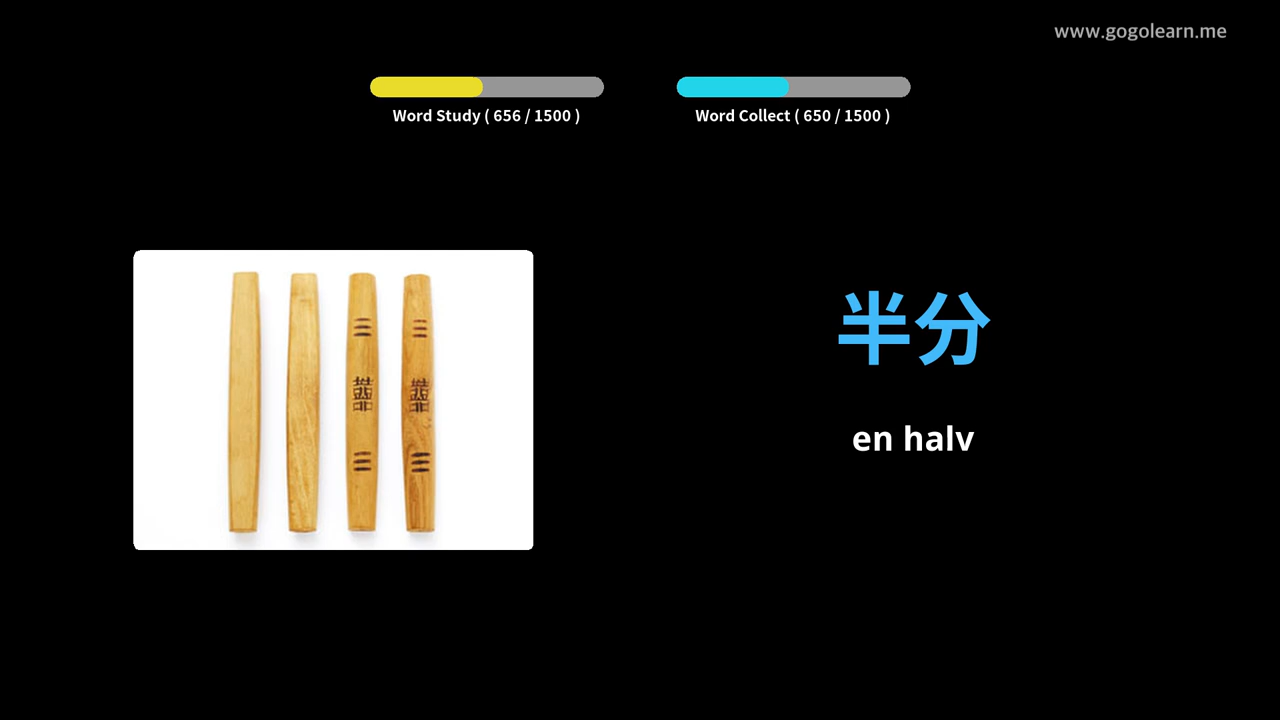 www.gogolearn.me
Word Study ( 656 / 1500 )
Word Collect ( 650 / 1500 )
半分
en halv